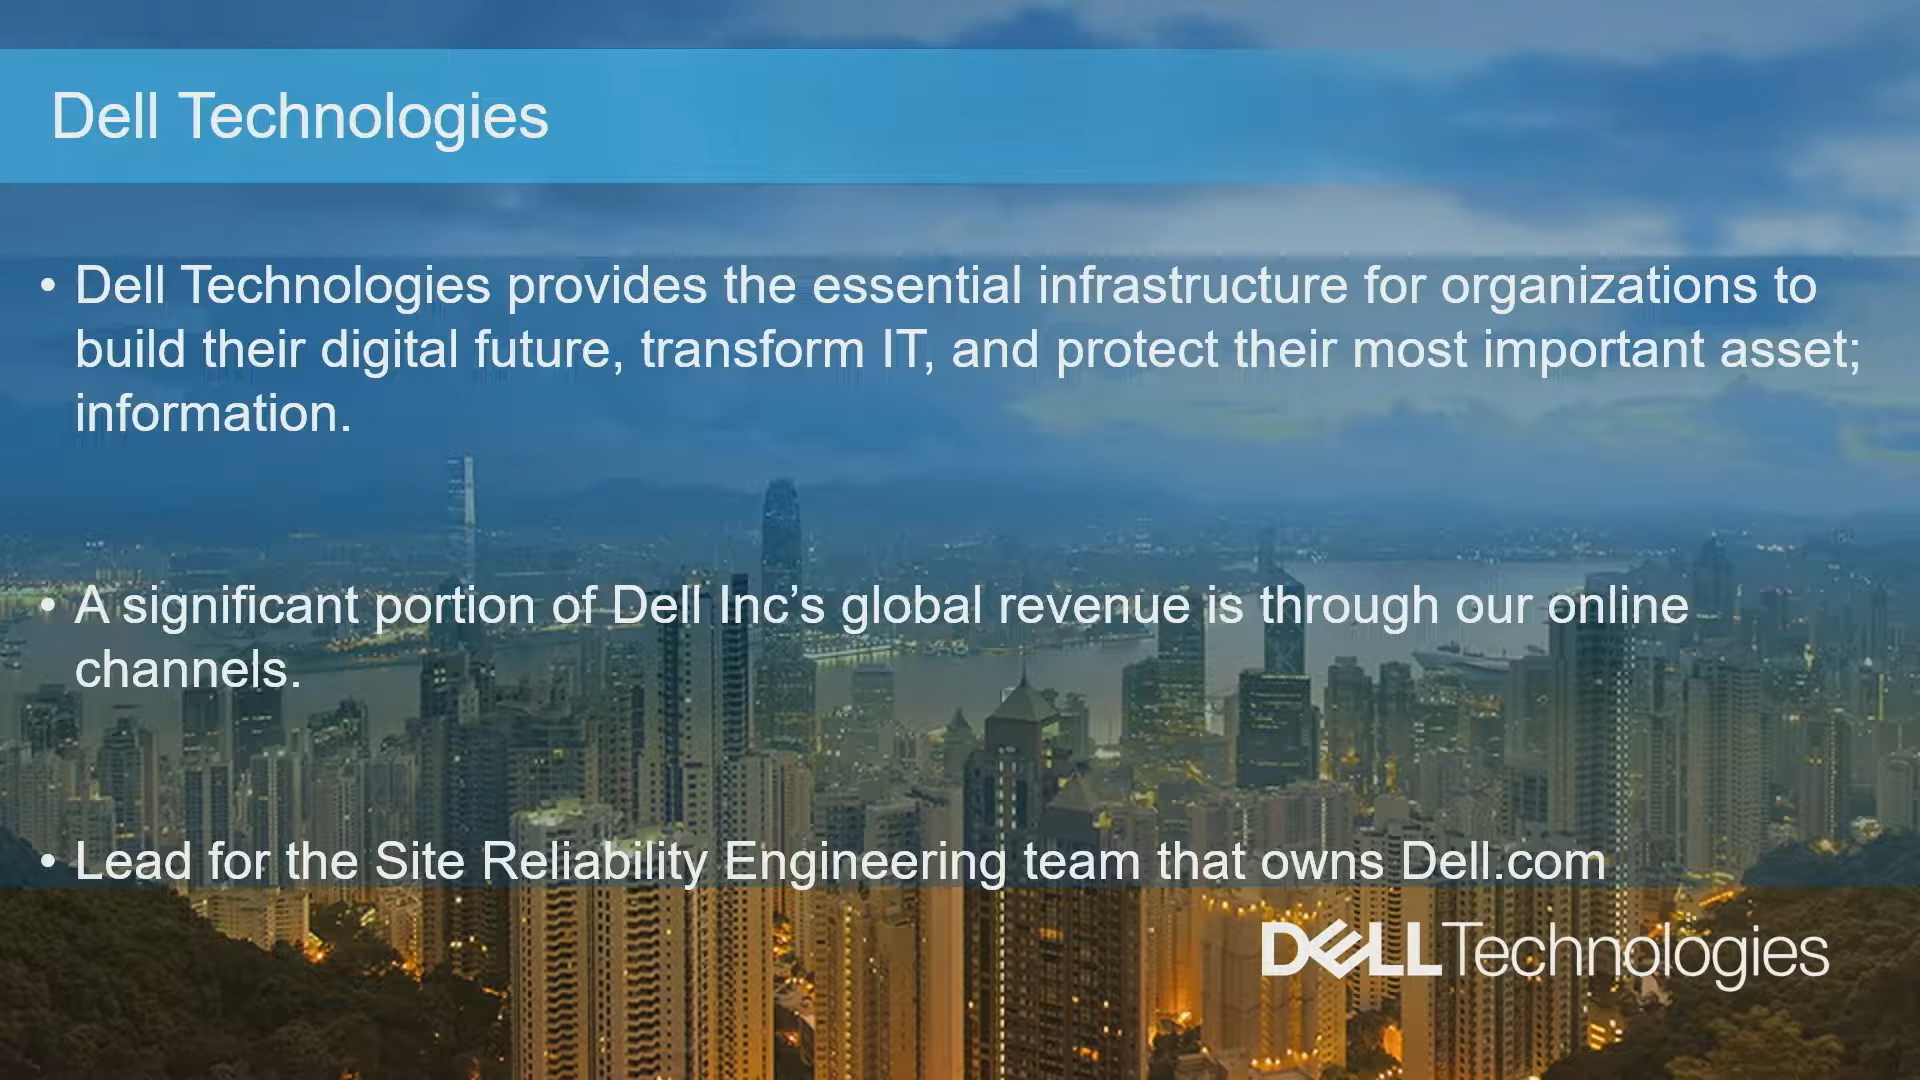 Dell Technologies
• Dell Technologies provides the essential infrastructure for organizations to
build their digital future, transform IT, and protect their most important asset;
information.
• A significant portion of Dell Inc’s global revenue is through our online
channels.
• Lead for the Site Reliability Engineering team that owns Dell.com
DELL Technologies